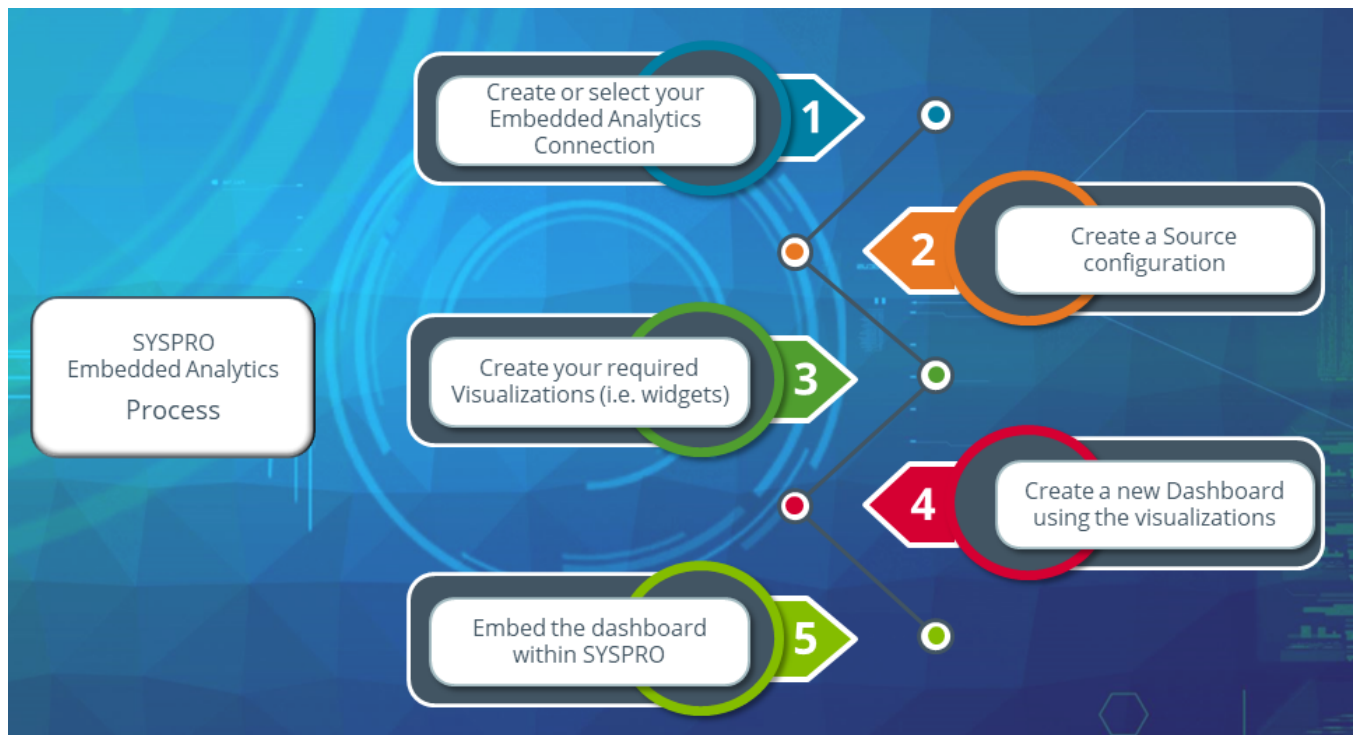 SYSPRO
Embedded Analytics
Process
Create or select your
Embedded Analytics
Connection
1
2
Create a Source
configuration
Create your required
Visualizations (i.e. widgets)
3
4
Create a new Dashboard
using the visualizations
Embed the dashboard
within SYSPRO
5